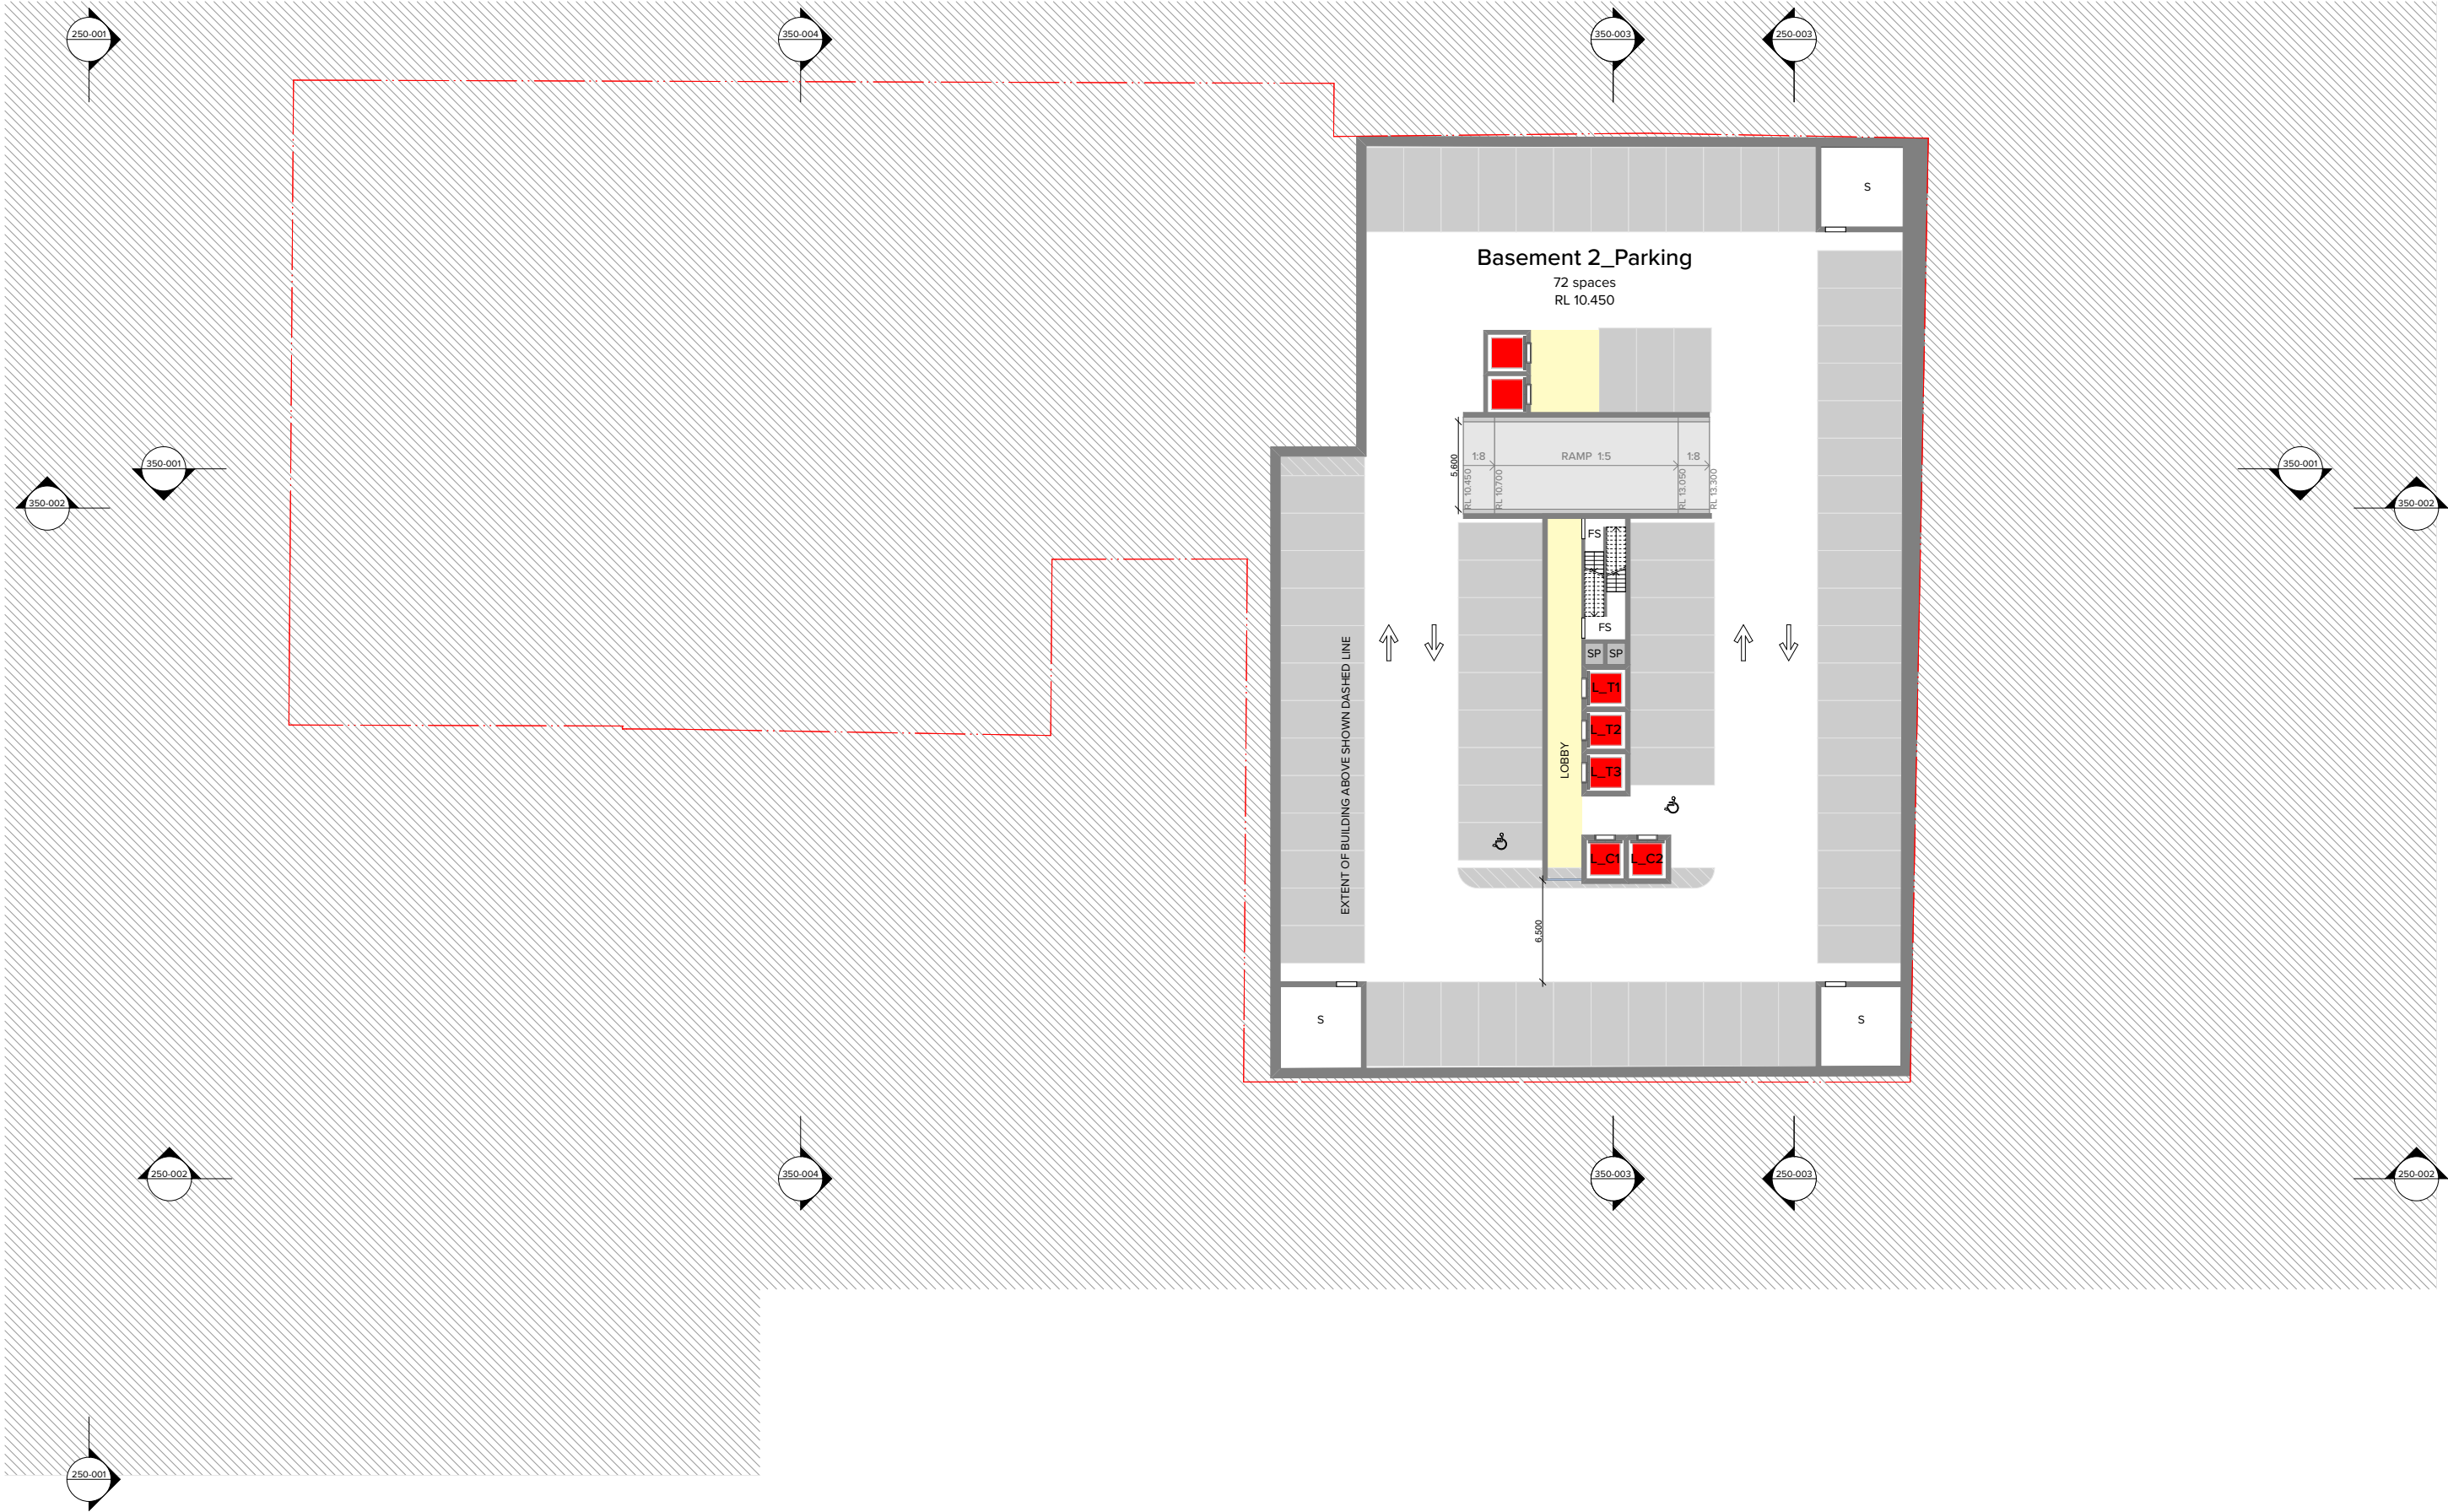 250-001
350-004
350-003
250-003
S
Basement 2_Parking
72 spaces
RL 10.450
350-001
350-001
350-002
350-002
1:8
RAMP 1:5
1:8
5.600
RL 10.450
RL 10.700
RL 13.050
RL 13.300
FS
FS
SP
SP
L_T1
L_T2
L_T3
LOBBY
EXTENT OF BUILDING ABOVE SHOWN DASHED LINE
L_C1
L_C2
6.500
S
S
250-002
350-004
350-003
250-003
250-002
250-001